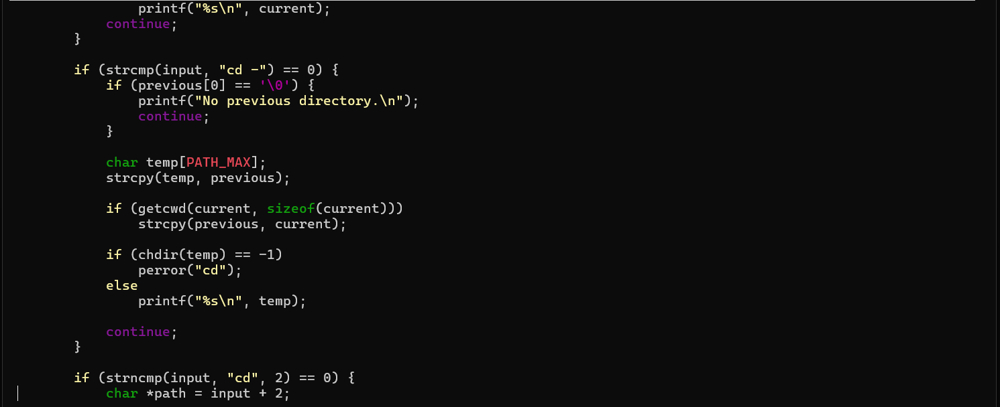 printf("%s\n", current);
continue;
}
if (strcmp(input, "cd -") == 0) {
if (previous[0] == '\0') {
printf("No previous directory.\n");
continue;
}
char temp[PATH_MAX];
strcpy(temp, previous);
if (getcwd(current, sizeof(current)))
strcpy(previous, current);
if (chdir(temp) == -1)
perror("cd");
else
printf("%s\n", temp);
continue;
}
if (strncmp(input, "cd", 2) == 0) {
char *path = input + 2;